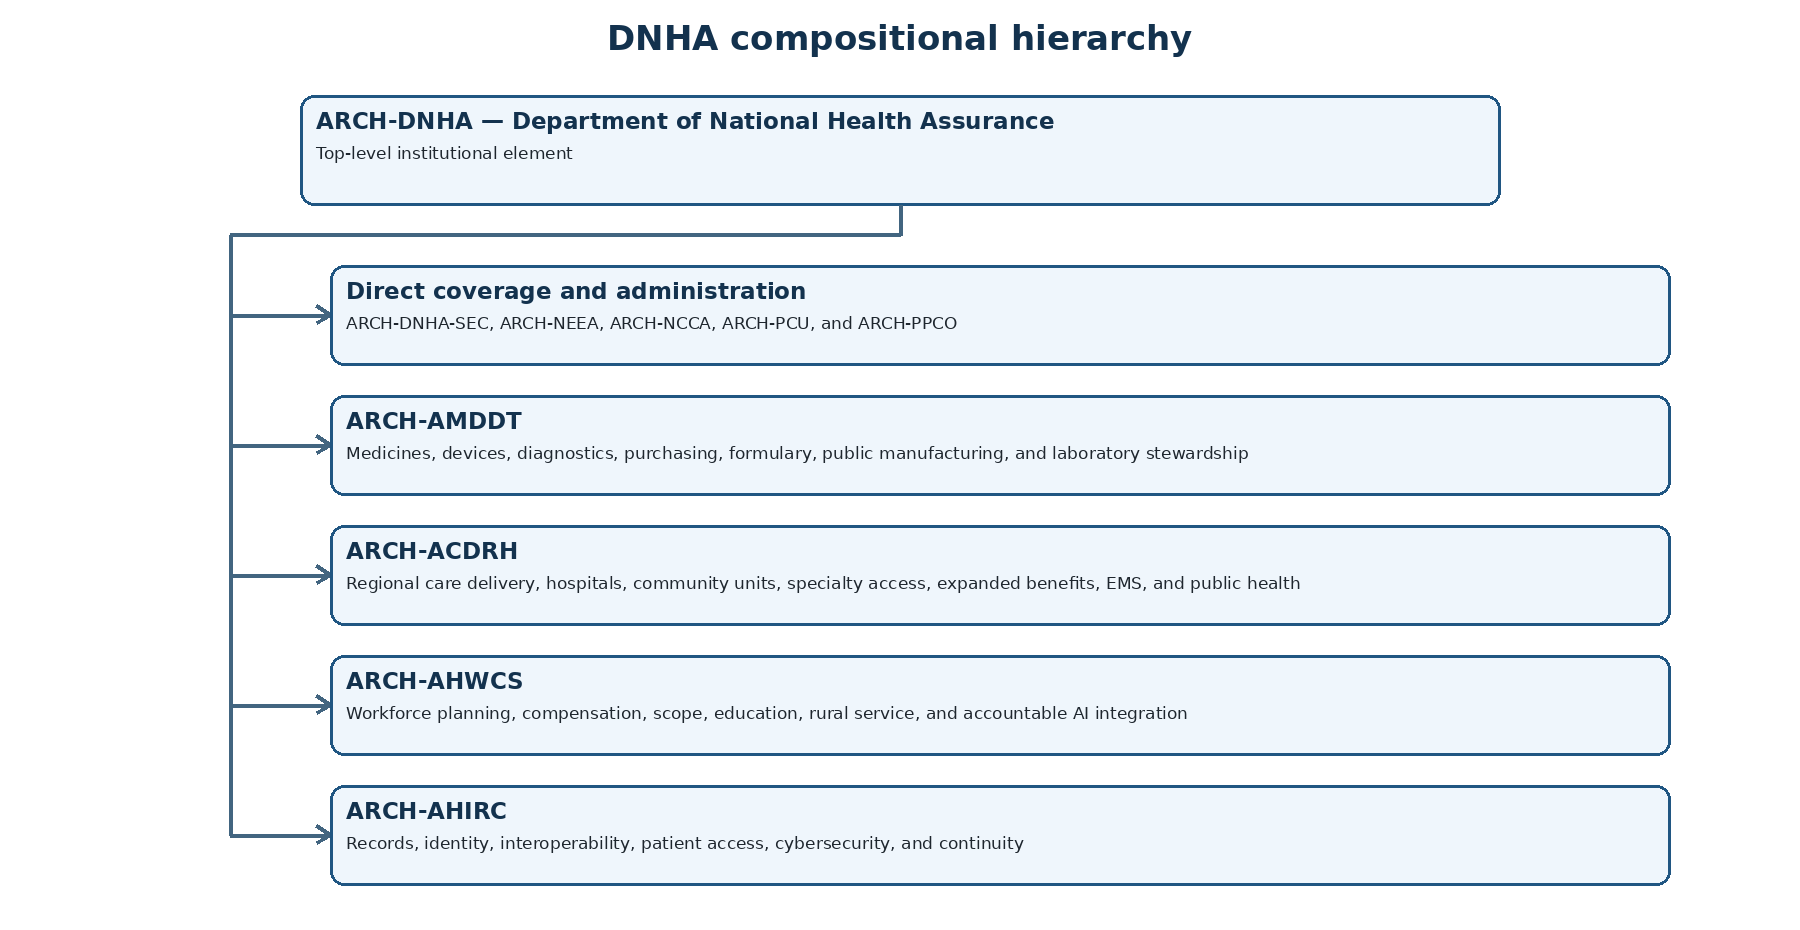 DNHA compositional hierarchy
ARCH-DNHA — Department of National Health Assurance
Top-level institutional element
Direct coverage and administration
ARCH-DNHA-SEC, ARCH-NEEA, ARCH-NCCA, ARCH-PCU, and ARCH-PPCO
ARCH-AMDDT
Medicines, devices, diagnostics, purchasing, formulary, public manufacturing, and laboratory stewardship
ARCH-ACDRH
Regional care delivery, hospitals, community units, specialty access, expanded benefits, EMS, and public health
ARCH-AHWCS
Workforce planning, compensation, scope, education, rural service, and accountable AI integration
ARCH-AHIRC
Records, identity, interoperability, patient access, cybersecurity, and continuity